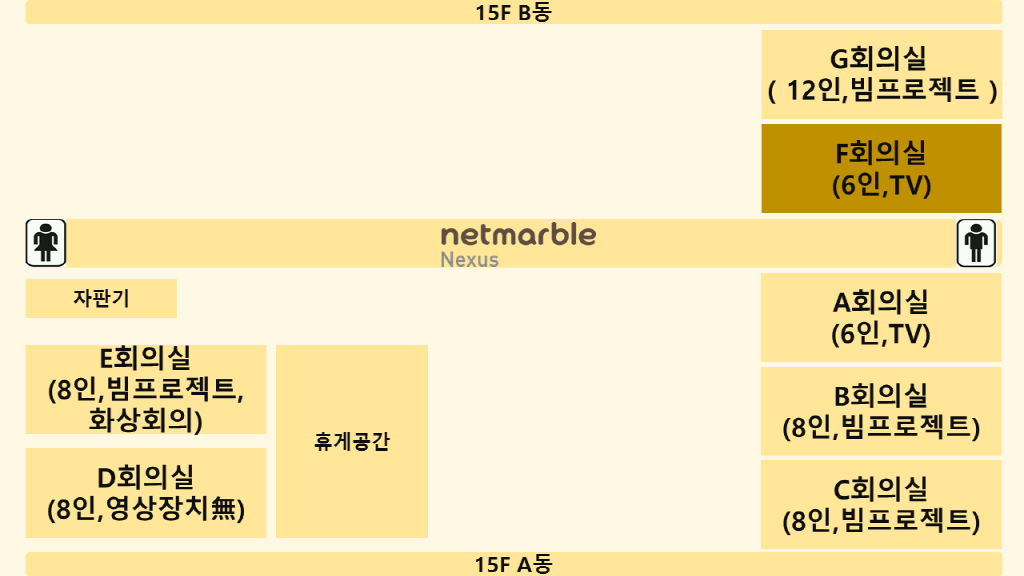 15F B동
G회의실
( 12인,빔프로젝트 )
F회의실
(6인,TV)
netmarble
Nexus
자판기
A회의실
(6인,TV)
E회의실
(8인,빔프로젝트,
화상회의)
휴게공간
B회의실
(8인,빔프로젝트)
D회의실
(8인,영상장치無)
C회의실
(8인,빔프로젝트)
15F A동